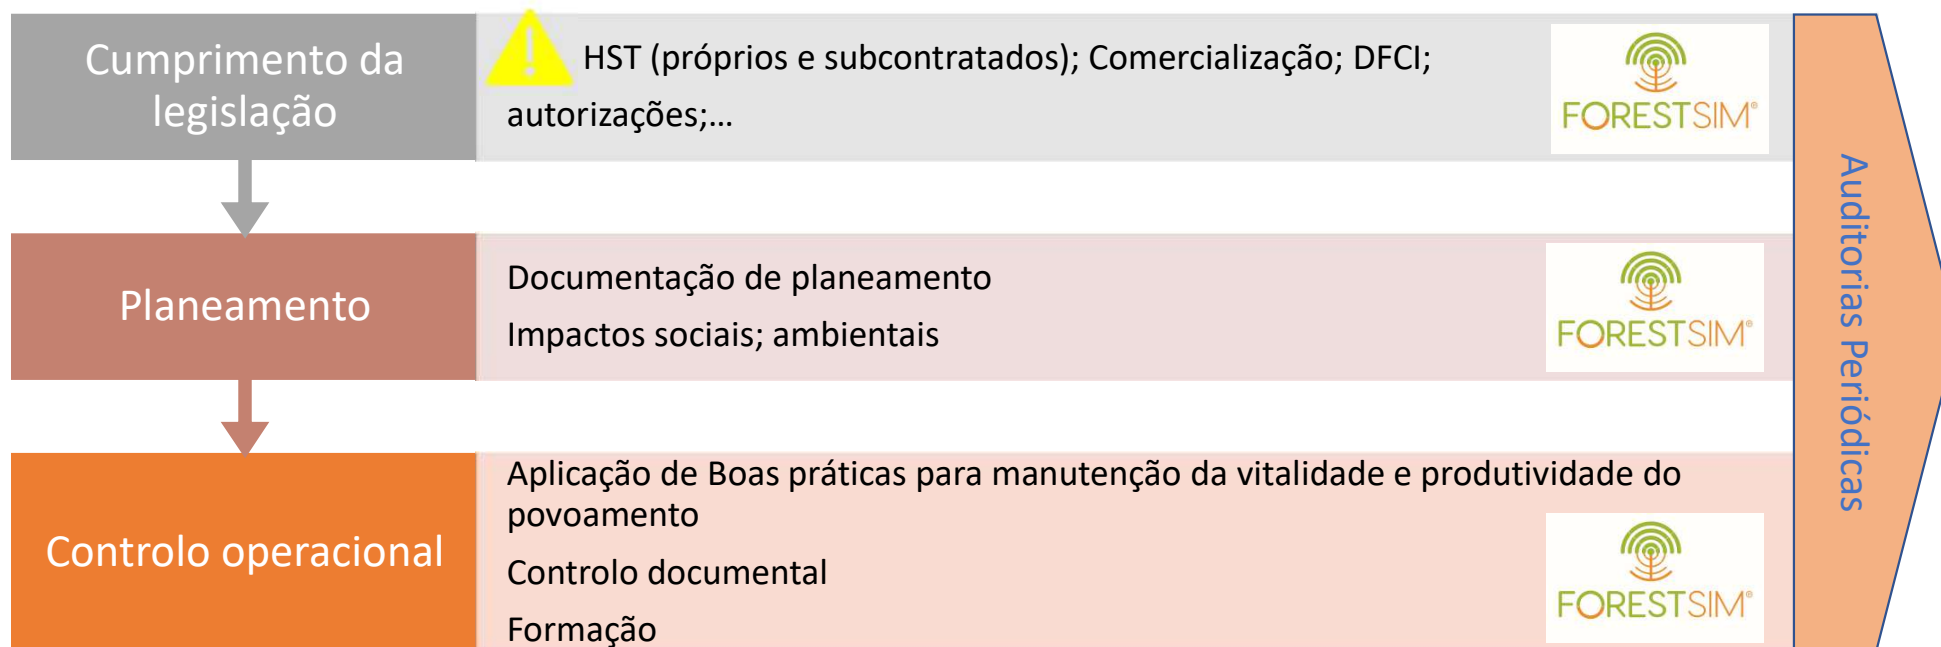 Cumprimento da
legislação
HST (próprios e subcontratados); Comercialização; DFCI;
autorizações;...
FORESTSIM®
Planeamento
Documentação de planeamento
Impactos sociais; ambientais
FORESTSIM®
Controlo operacional
Aplicação de Boas práticas para manutenção da vitalidade e produtividade do
povoamento
Controlo documental
Formação
FORESTSIM®
Auditorias Periódicas